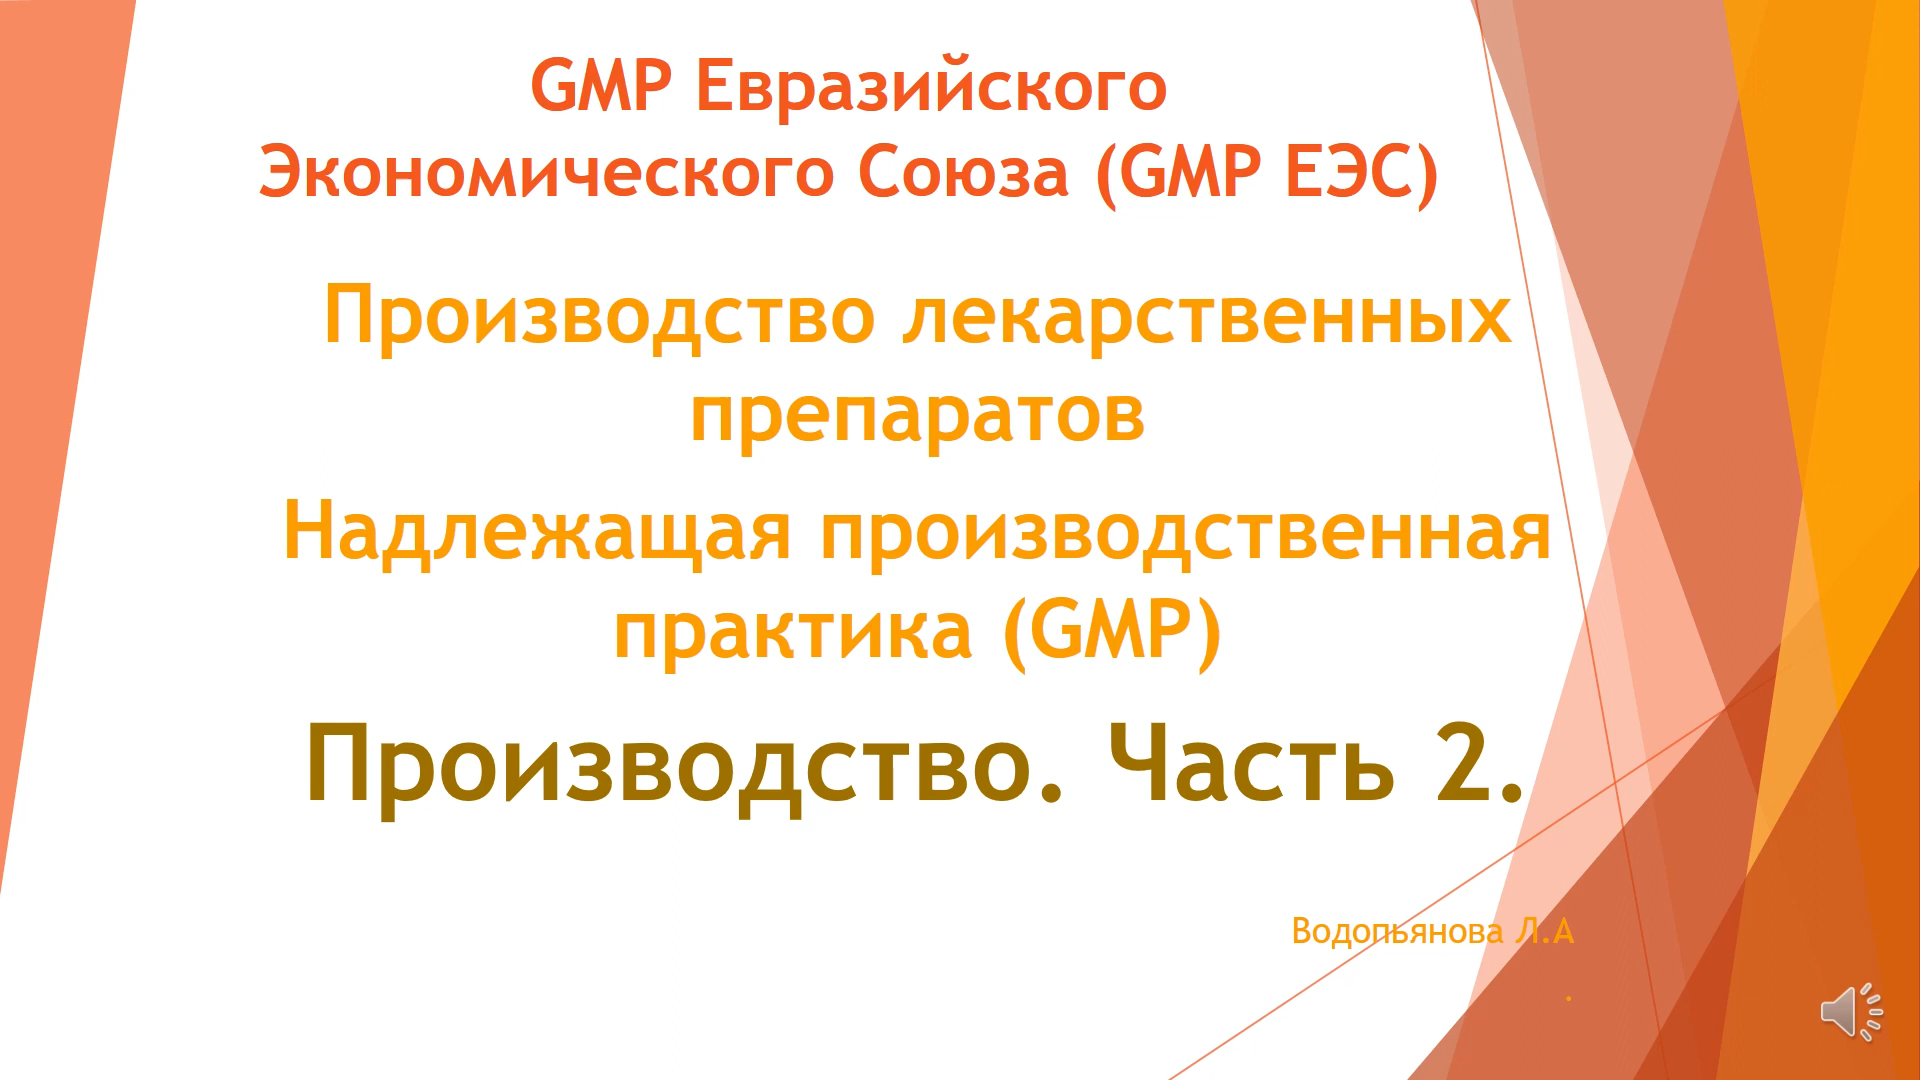 GMP Евразийского
Экономического Союза (GMP ЕЭС)
Производство лекарственных
препаратов
Надлежащая производственная
практика (GMP)
Производство. Часть 2.
Водопьянова Л.А
.